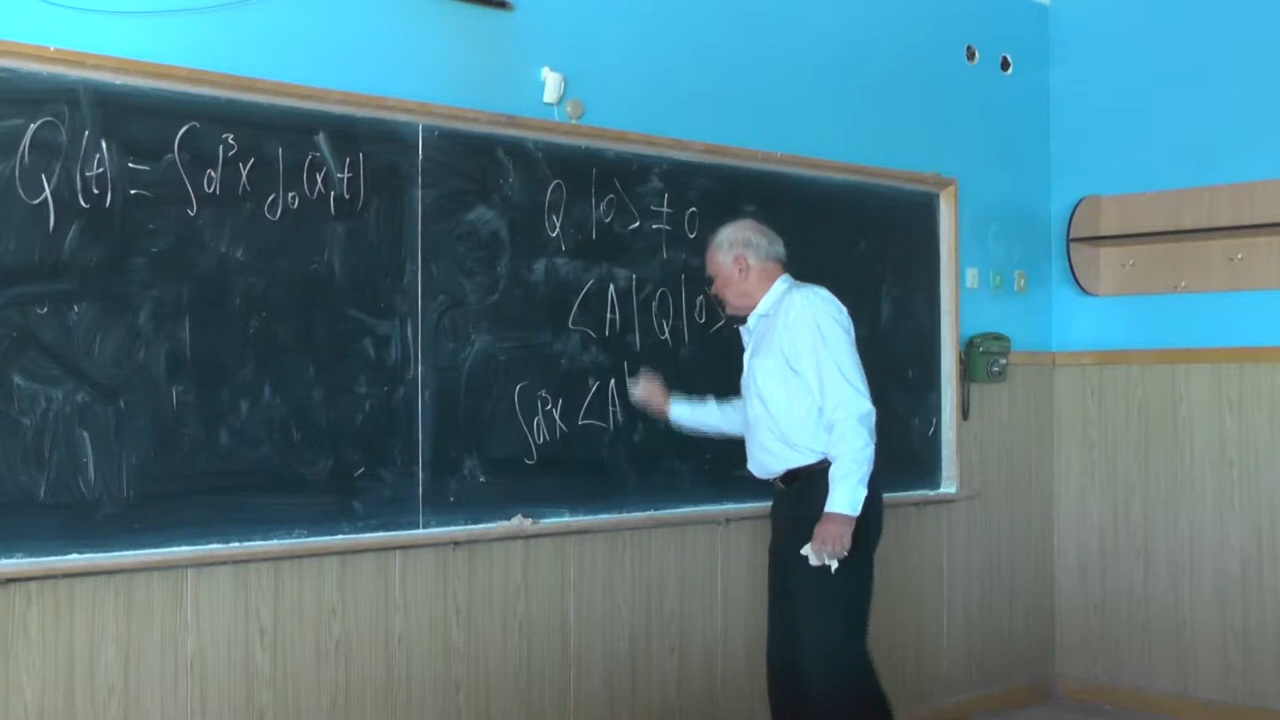 Q(t) = ∫d³x j₀(x̄,t)
Q |0> ≠ 0
<A|Q|0>
∫d³x <A|